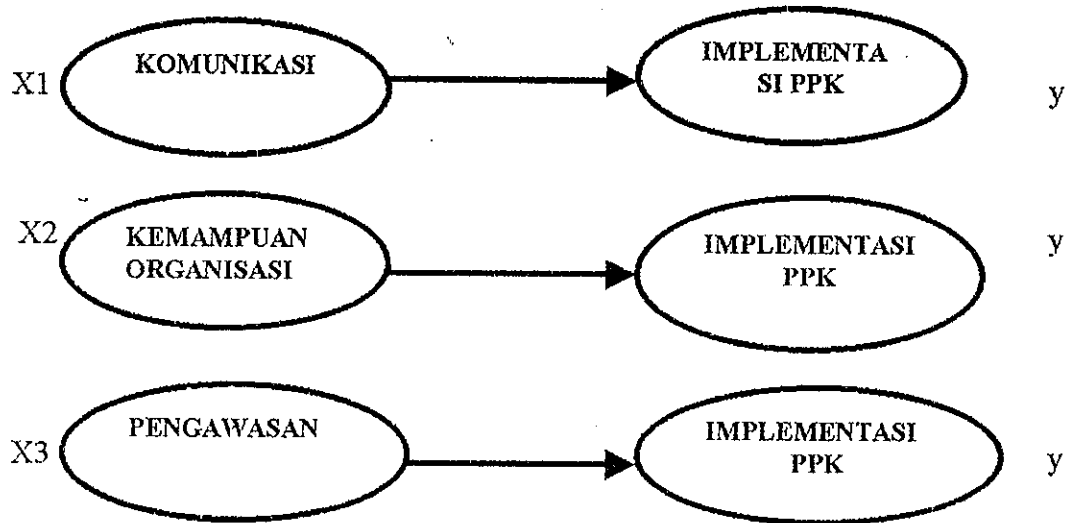 X1 KOMUNIKASI IMPLEMENTA
SI PPK y
X2 KEMAMPUAN
ORGANISASI IMPLEMENTASI
PPK y
X3 PENGAWASAN IMPLEMENTASI
PPK y